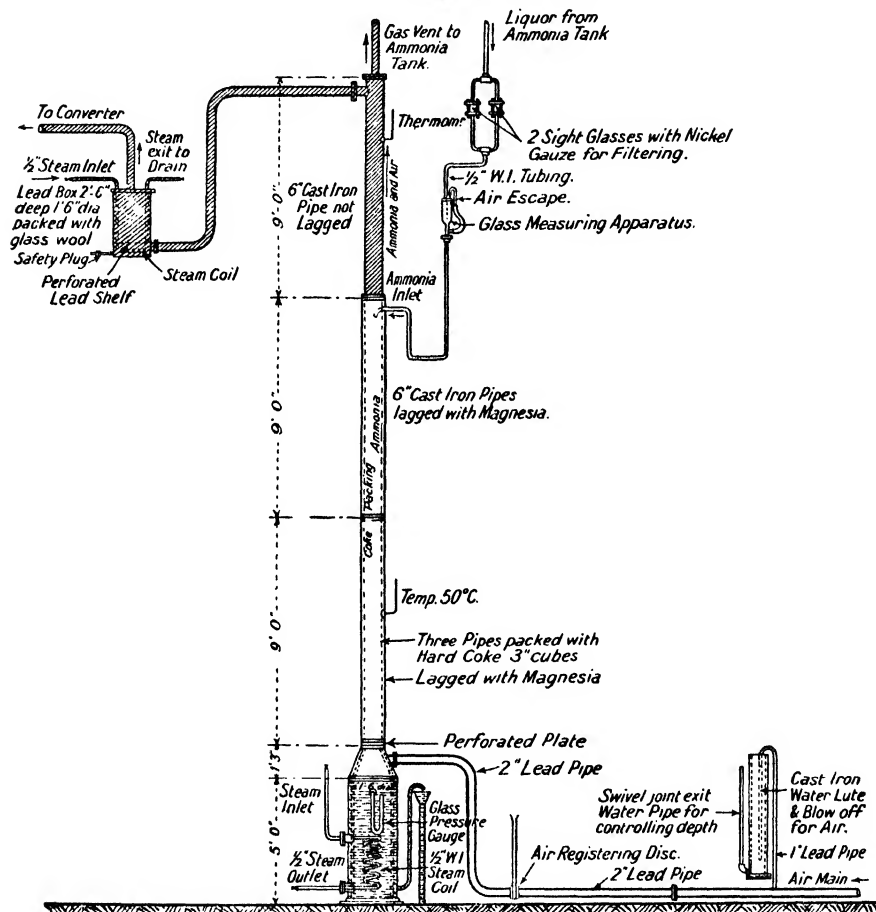 Gas Vent to
Ammonia
Tank.
Liquor from
Ammonia Tank
To Converter
Steam
exit to
Drain
½" Steam Inlet
Lead Box 2'-6"
deep 1'6" dia
packed with
glass wool
Safety Plug
Perforated
Lead Shelf
Steam Coil
9'-0"
6" Cast Iron
Pipe not
Lagged
Thermomr
Ammonia and Air
2 Sight Glasses with Nickel
Gauze for Filtering.
½" W.I. Tubing.
Air Escape.
Glass Measuring Apparatus.
Ammonia
Inlet
9' 0"
6" Cast Iron Pipes
lagged with Magnesia.
Ammonia
Packing
Coke
9' 0"
Temp. 50°C.
Three Pipes packed with
Hard Coke 3" cubes
Lagged with Magnesia
Perforated Plate
1'3"
2" Lead Pipe
5' 0"
Steam
Inlet
Glass
Pressure
Gauge
½" Steam
Outlet
½" W.I
Steam
Coil
Swivel joint exit
Water Pipe for
controlling depth
Cast Iron
Water Lute
& Blow off
for Air.
Air Registering Disc.
1" Lead Pipe
2" Lead Pipe
Air Main